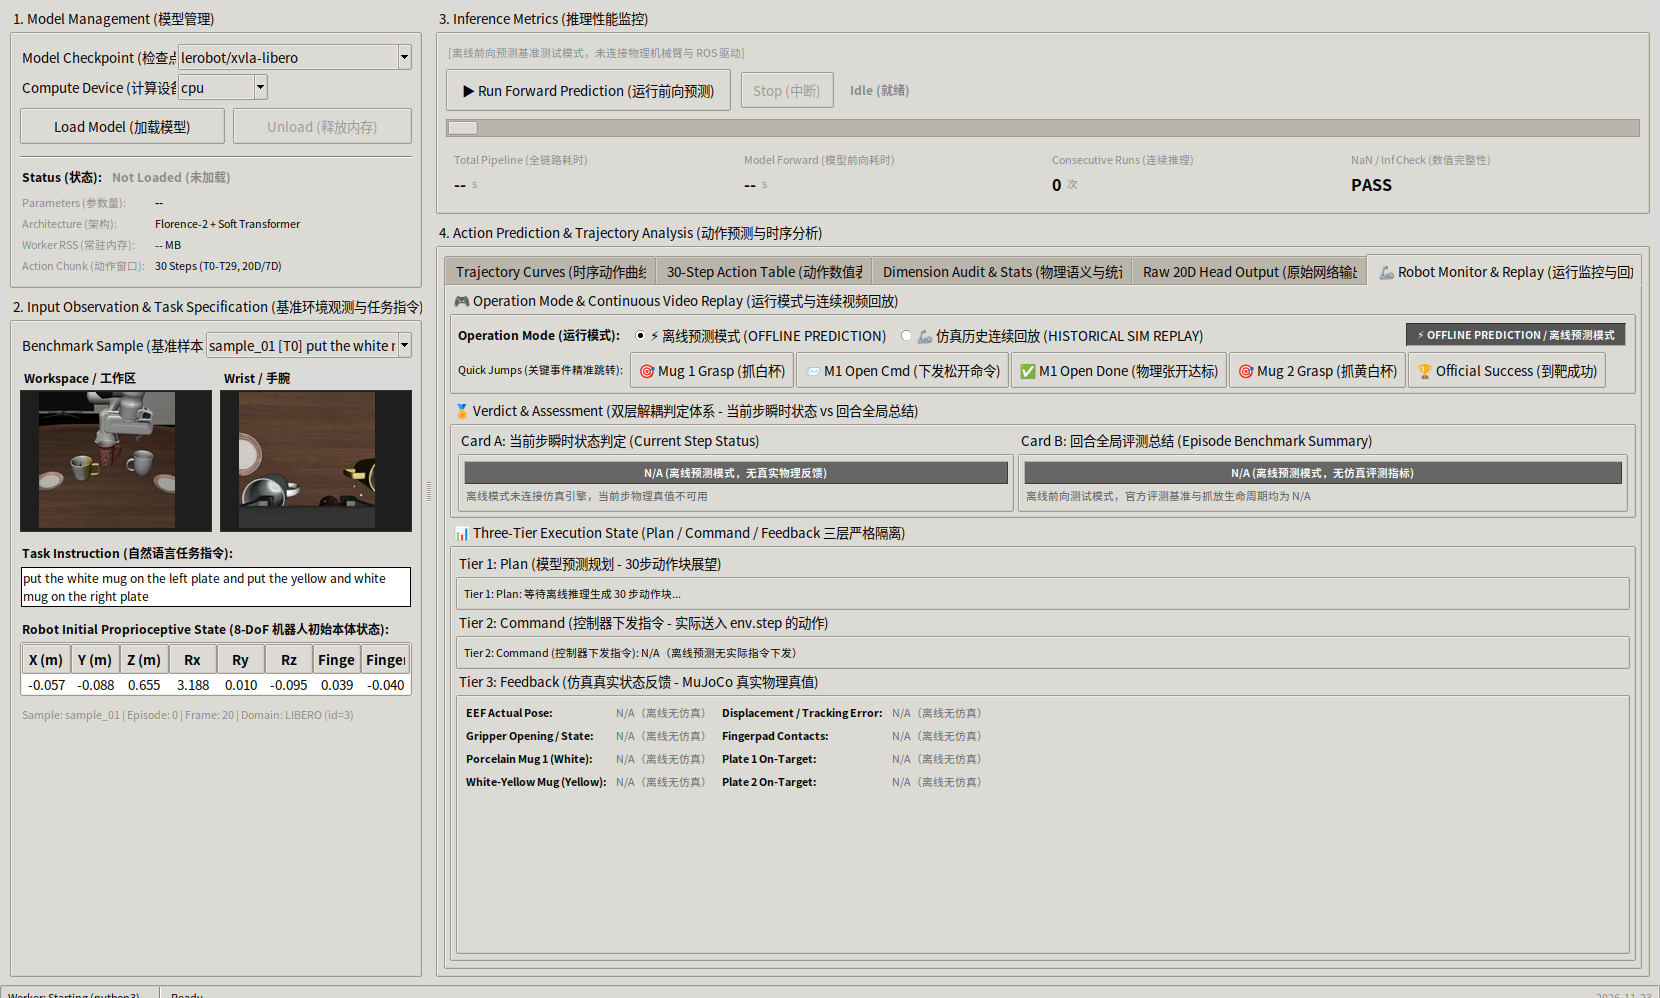 1. Model Management (模型管理)
Model Checkpoint (检查点
lerobot/xvla-libero
Compute Device (计算设备
cpu
Load Model (加载模型)
Unload (释放内存)
Status (状态):
Not Loaded (未加载)
Parameters (参数量):
--
Architecture (架构):
Florence-2 + Soft Transformer
Worker RSS (常驻内存):
-- MB
Action Chunk (动作窗口):
30 Steps (T0-T29, 20D/7D)
2. Input Observation & Task Specification (基准环境观测与任务指令)
Benchmark Sample (基准样本
sample_01 [T0] put the white r
Workspace / 工作区
Wrist / 手腕
Task Instruction (自然语言任务指令):
put the white mug on the left plate and put the yellow and white
mug on the right plate
Robot Initial Proprioceptive State (8-DoF 机器人初始本体状态):
X (m) Y (m) Z (m) Rx Ry Rz Finge Finge
-0.057 -0.088 0.655 3.188 0.010 -0.095 0.039 -0.040
Sample: sample_01 | Episode: 0 | Frame: 20 | Domain: LIBERO (id=3)
3. Inference Metrics (推理性能监控)
[离线前向预测基准测试模式，未连接物理机械臂与 ROS 驱动]
▶ Run Forward Prediction (运行前向预测)
Stop (中断)
Idle (就绪)
Total Pipeline (全链路耗时)
Model Forward (模型前向耗时)
Consecutive Runs (连续推理)
NaN / Inf Check (数值完整性)
-- s
-- s
0 次
PASS
4. Action Prediction & Trajectory Analysis (动作预测与时序分析)
Trajectory Curves (时序动作曲线
30-Step Action Table (动作数值表
Dimension Audit & Stats (物理语义与统计
Raw 20D Head Output (原始网络输出
🦾 Robot Monitor & Replay (运行监控与回
🎮 Operation Mode & Continuous Video Replay (运行模式与连续视频回放)
Operation Mode (运行模式):
⚡ 离线预测模式 (OFFLINE PREDICTION)
🦾 仿真历史连续回放 (HISTORICAL SIM REPLAY)
⚡ OFFLINE PREDICTION / 离线预测模式
Quick Jumps (关键事件精准跳转):
🎯 Mug 1 Grasp (抓白杯)
📨 M1 Open Cmd (下发松开命令)
✅ M1 Open Done (物理张开达标)
🎯 Mug 2 Grasp (抓黄白杯)
🏆 Official Success (到靶成功)
🏅 Verdict & Assessment (双层解耦判定体系 - 当前步瞬时状态 vs 回合全局总结)
Card A: 当前步瞬时状态判定 (Current Step Status)
N/A (离线预测模式，无真实物理反馈)
离线模式未连接仿真引擎，当前步物理真值不可用
Card B: 回合全局评测总结 (Episode Benchmark Summary)
N/A (离线预测模式，无仿真评测指标)
离线前向测试模式，官方评测基准与抓放生命周期均为 N/A
📊 Three-Tier Execution State (Plan / Command / Feedback 三层严格隔离)
Tier 1: Plan (模型预测规划 - 30步动作块展望)
Tier 1: Plan: 等待离线推理生成 30 步动作块...
Tier 2: Command (控制器下发指令 - 实际送入 env.step 的动作)
Tier 2: Command (控制器下发指令): N/A（离线预测无实际指令下发）
Tier 3: Feedback (仿真真实状态反馈 - MuJoCo 真实物理真值)
EEF Actual Pose: N/A（离线无仿真） Displacement / Tracking Error: N/A（离线无仿真）
Gripper Opening / State: N/A（离线无仿真） Fingerpad Contacts: N/A（离线无仿真）
Porcelain Mug 1 (White): N/A（离线无仿真） Plate 1 On-Target: N/A（离线无仿真）
White-Yellow Mug (Yellow): N/A（离线无仿真） Plate 2 On-Target: N/A（离线无仿真）
Worker: Starting (python3)
Ready
2026-11-23